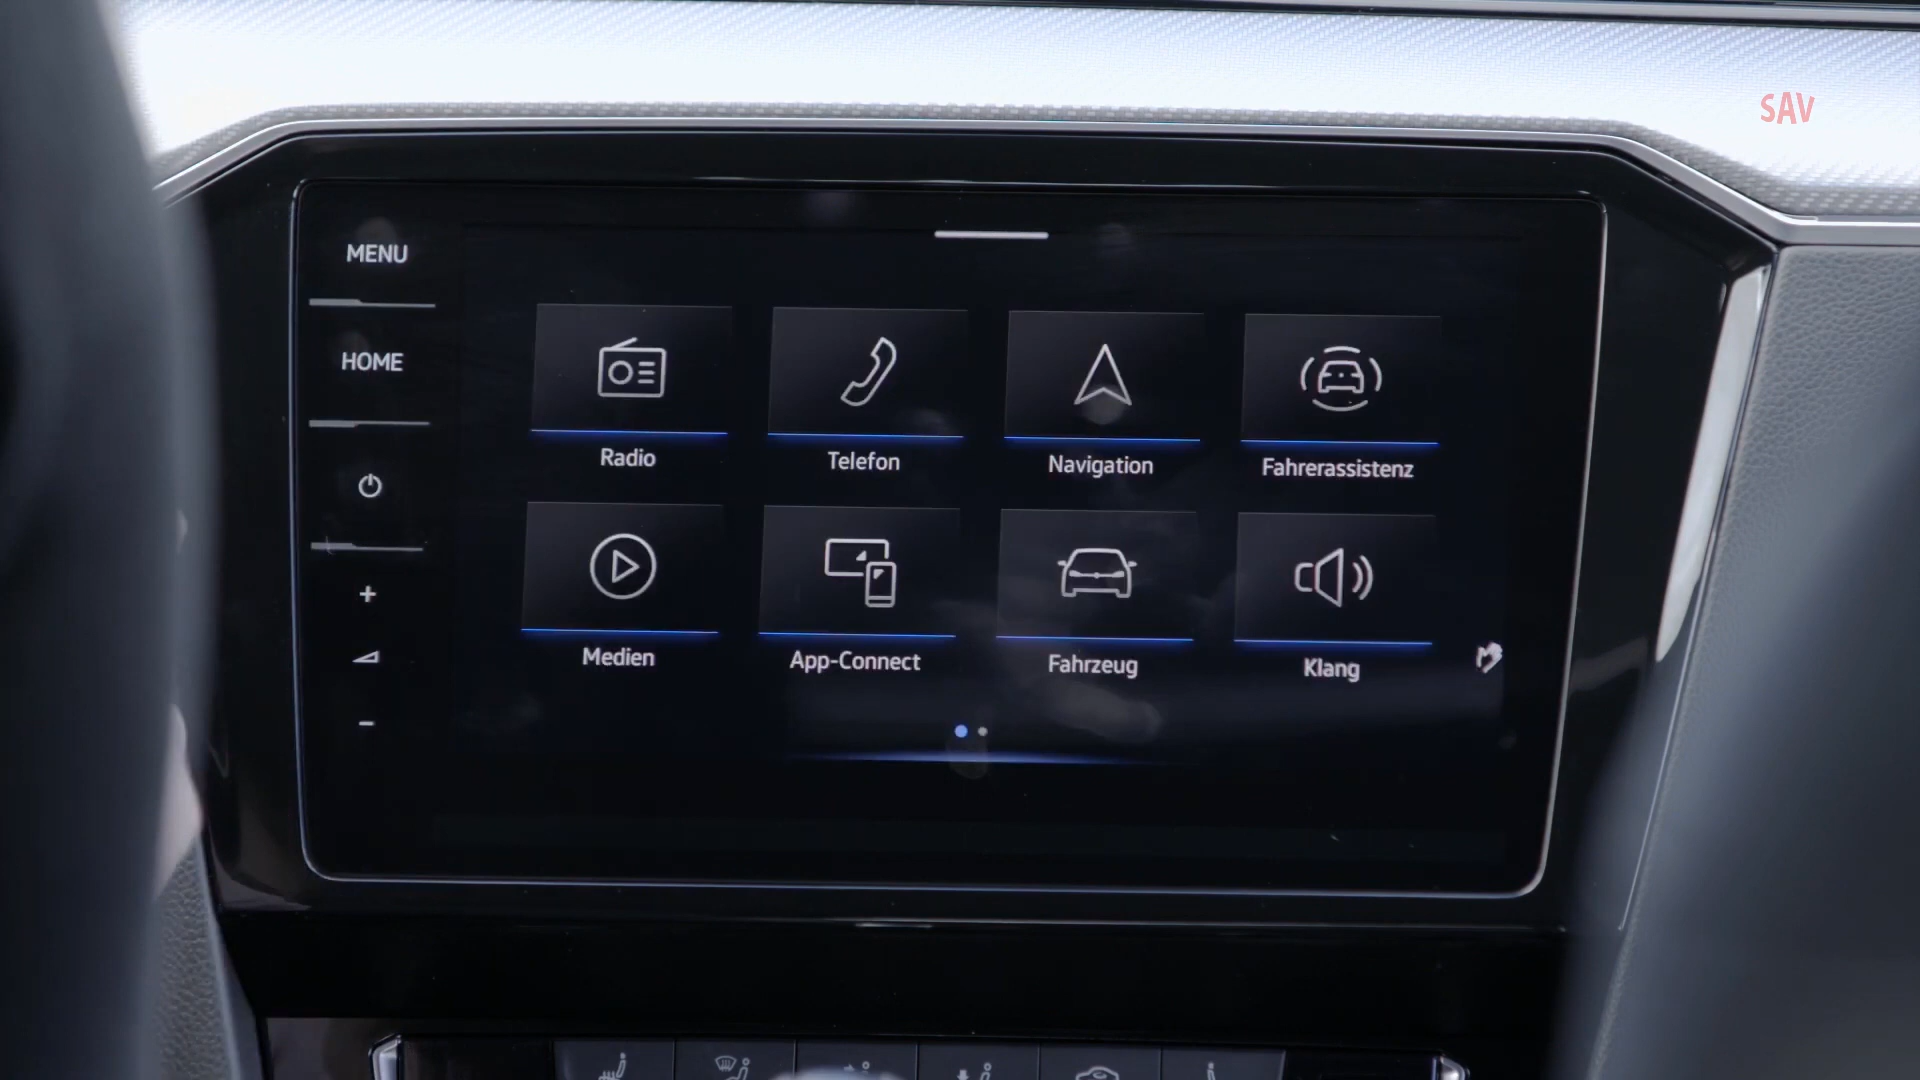 SAV
MENU
HOME
+
-
Radio
Telefon
Navigation
Fahrerassistenz
Medien
App-Connect
Fahrzeug
Klang